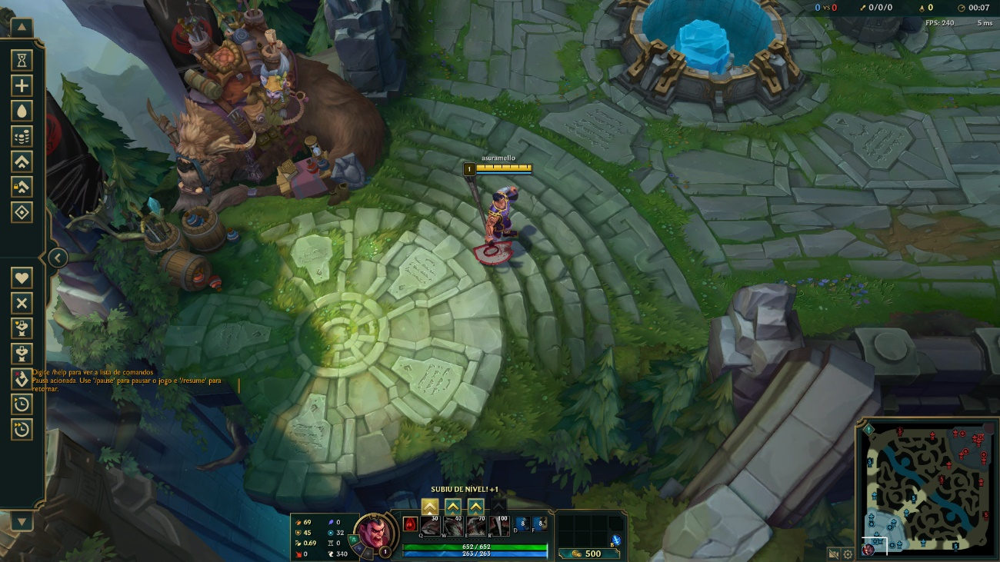 0 vs 0
0/0/0
0
00:07
FPS: 240
5 ms
asuramello
1
Digite /help para ver a lista de comandos
Pausa acionada. Use '/pause' para pausar o jogo e '/resume' para
retornar.
SUBIU DE NÍVEL! +1
69
0
45
32
0.69
0
0
340
1
30
40
70
100
8
8
Q
W
E
R
D
F
652 / 652
263 / 263
B
500